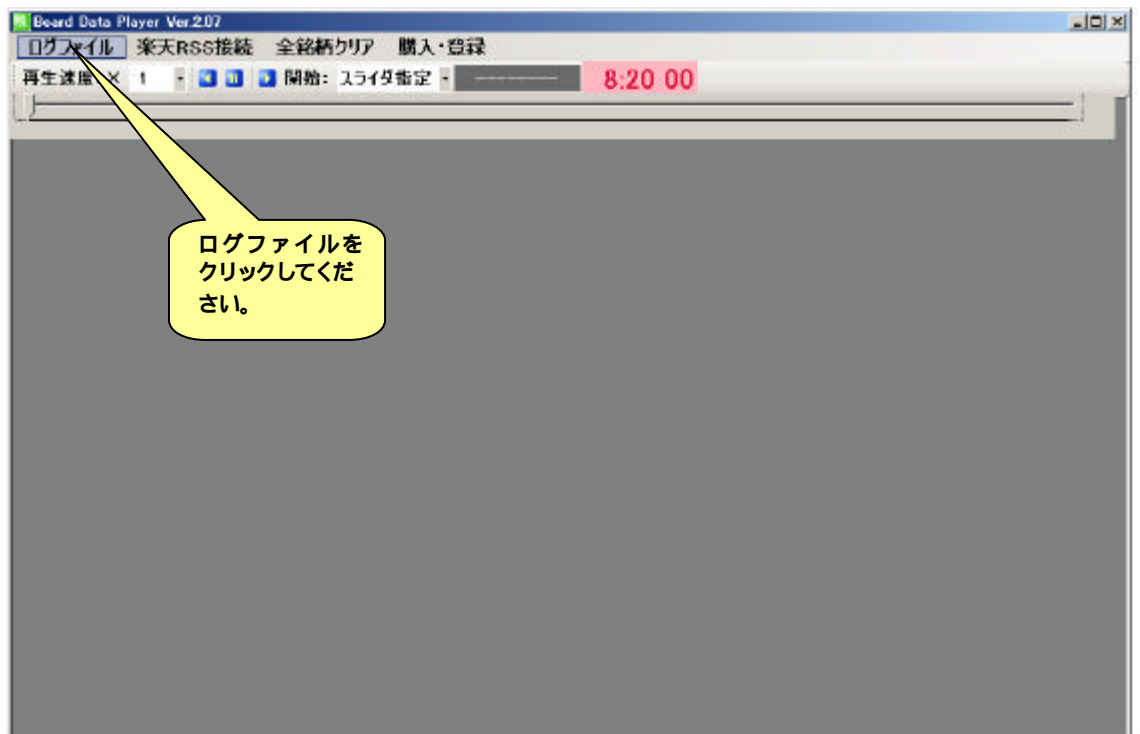 Board Data Player Ver.2.07
ログファイル 楽天RSS接続 全銘柄クリア 購入・登録
再生速度 × 1 開始: スライダ指定 --------- 8:20 00
ログファイルを
クリックしてくだ
さい。